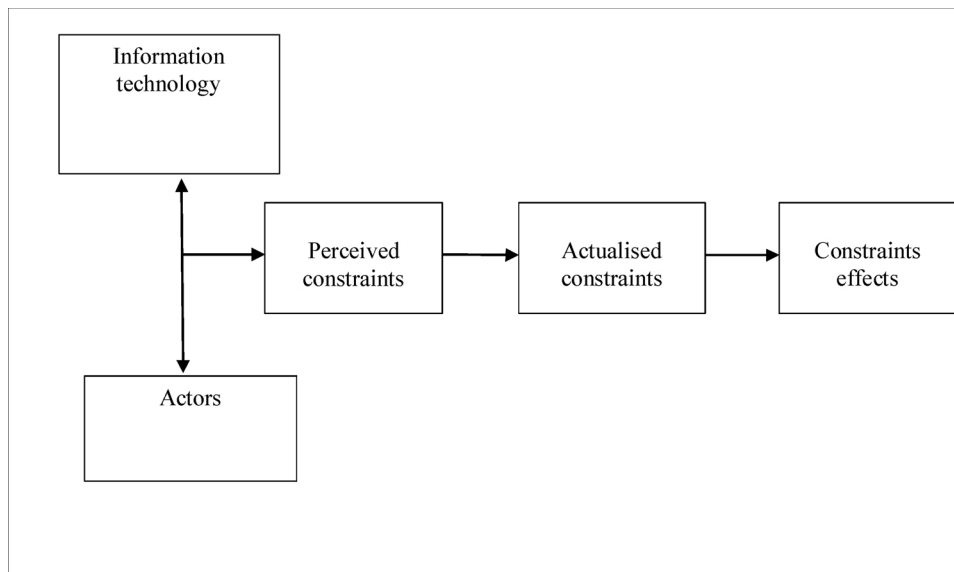 Information
technology
Perceived
constraints
Actualised
constraints
Constraints
effects
Actors